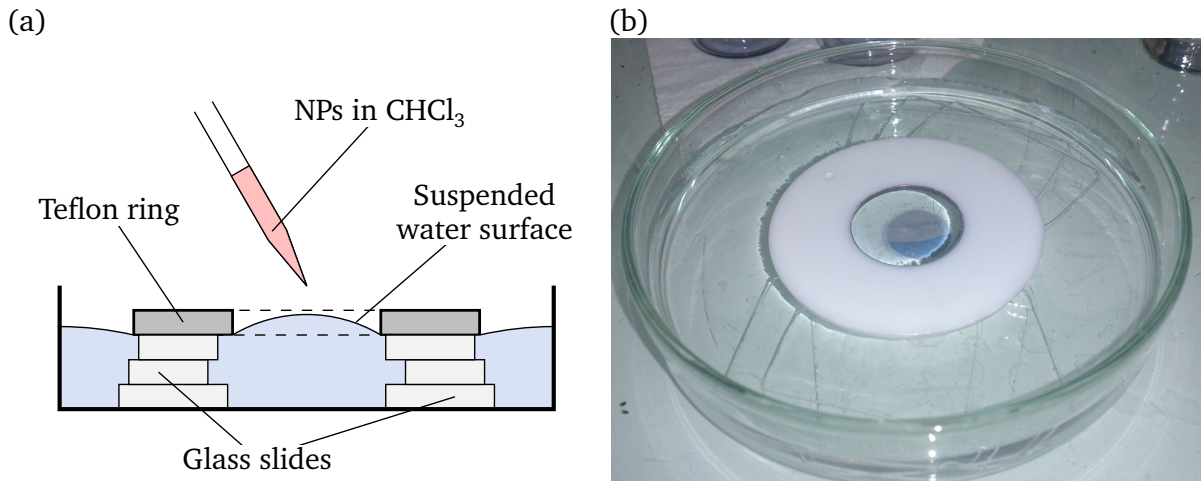 (a)
(b)
NPs in CHCl₃
Teflon ring
Suspended
water surface
Glass slides